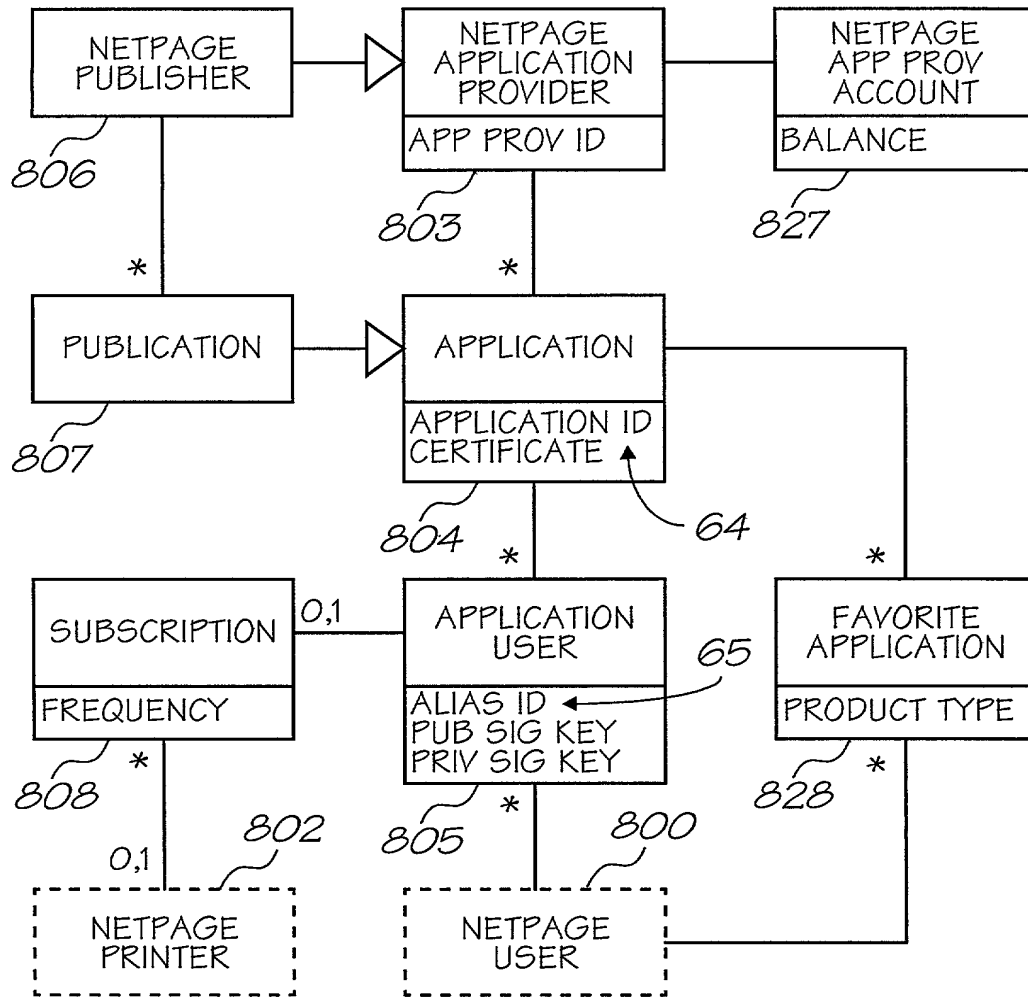 NETPAGE
PUBLISHER
806
NETPAGE
APPLICATION
PROVIDER
APP PROV ID
803
NETPAGE
APP PROV
ACCOUNT
BALANCE
827
*
*
PUBLICATION
807
APPLICATION
APPLICATION ID
CERTIFICATE
64
804
*
*
SUBSCRIPTION
FREQUENCY
808
0,1
APPLICATION
USER
65
ALIAS ID
PUB SIG KEY
PRIV SIG KEY
805
FAVORITE
APPLICATION
PRODUCT TYPE
828
*
*
*
0,1
802
800
NETPAGE
PRINTER
NETPAGE
USER